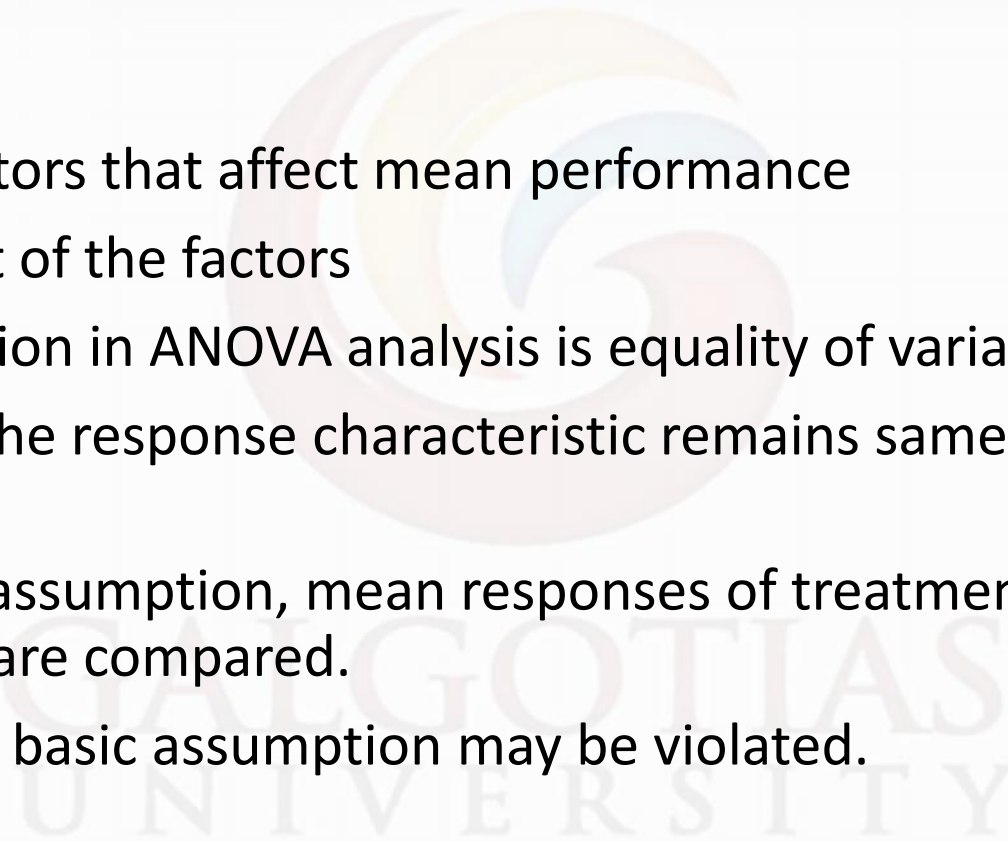 tors that affect mean performance
t of the factors
ion in ANOVA analysis is equality of varia
he response characteristic remains same
assumption, mean responses of treatmen
are compared.
basic assumption may be violated.
GALGOTIAS
UNIVERSITY